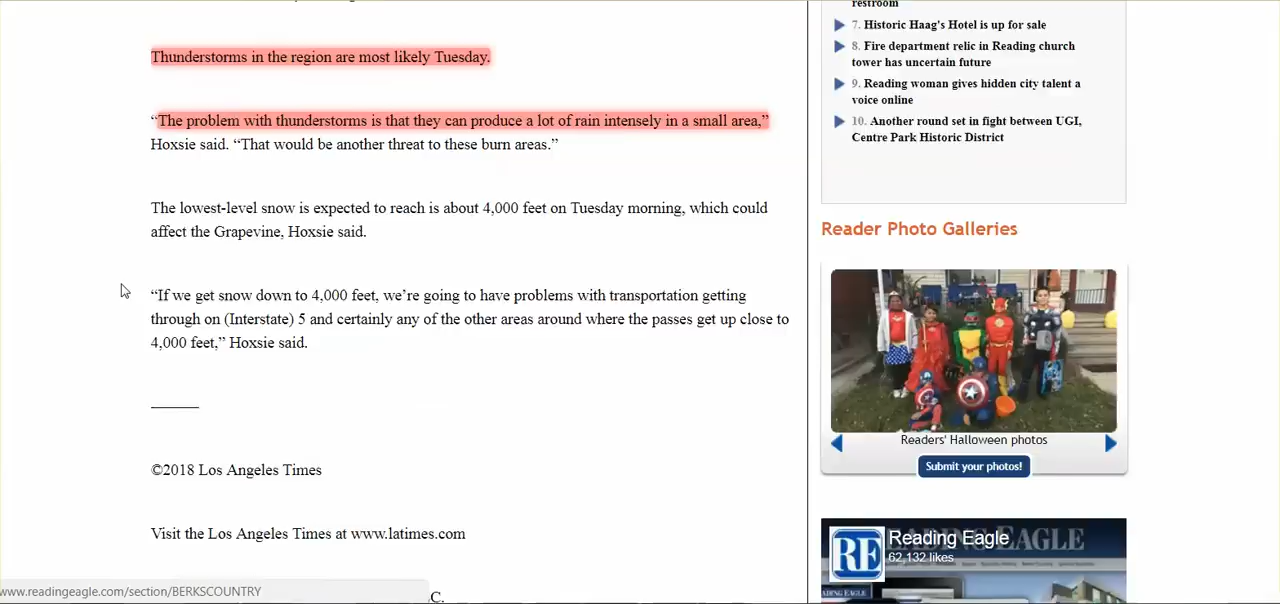 Thunderstorms in the region are most likely Tuesday.
“The problem with thunderstorms is that they can produce a lot of rain intensely in a small area,”
Hoxsie said. “That would be another threat to these burn areas.”
The lowest-level snow is expected to reach is about 4,000 feet on Tuesday morning, which could
affect the Grapevine, Hoxsie said.
“If we get snow down to 4,000 feet, we’re going to have problems with transportation getting
through on (Interstate) 5 and certainly any of the other areas around where the passes get up close to
4,000 feet,” Hoxsie said.
©2018 Los Angeles Times
Visit the Los Angeles Times at www.latimes.com
C.
www.readingeagle.com/section/BERKSCOUNTRY
restroom
7. Historic Haag's Hotel is up for sale
8. Fire department relic in Reading church
tower has uncertain future
9. Reading woman gives hidden city talent a
voice online
10. Another round set in fight between UGI,
Centre Park Historic District
Reader Photo Galleries
Readers' Halloween photos
Submit your photos!
RE
Reading Eagle
62,132 likes
READING EAGLE